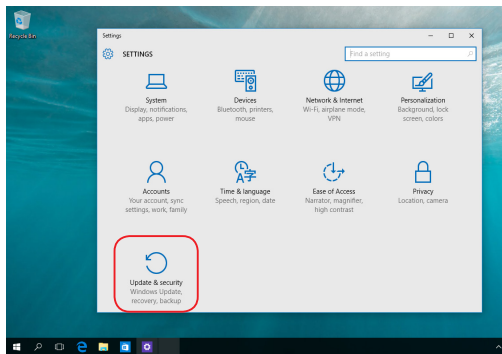 Recycle Bin
Settings
SETTINGS
Find a setting
System
Display, notifications,
apps, power
Devices
Bluetooth, printers,
mouse
Network & Internet
Wi-Fi, airplane mode,
VPN
Personalization
Background, lock
screen, colors
Accounts
Your account, sync
settings, work, family
Time & language
Speech, region, date
Ease of Access
Narrator, magnifier,
high contrast
Privacy
Location, camera
Update & security
Windows Update,
recovery, backup